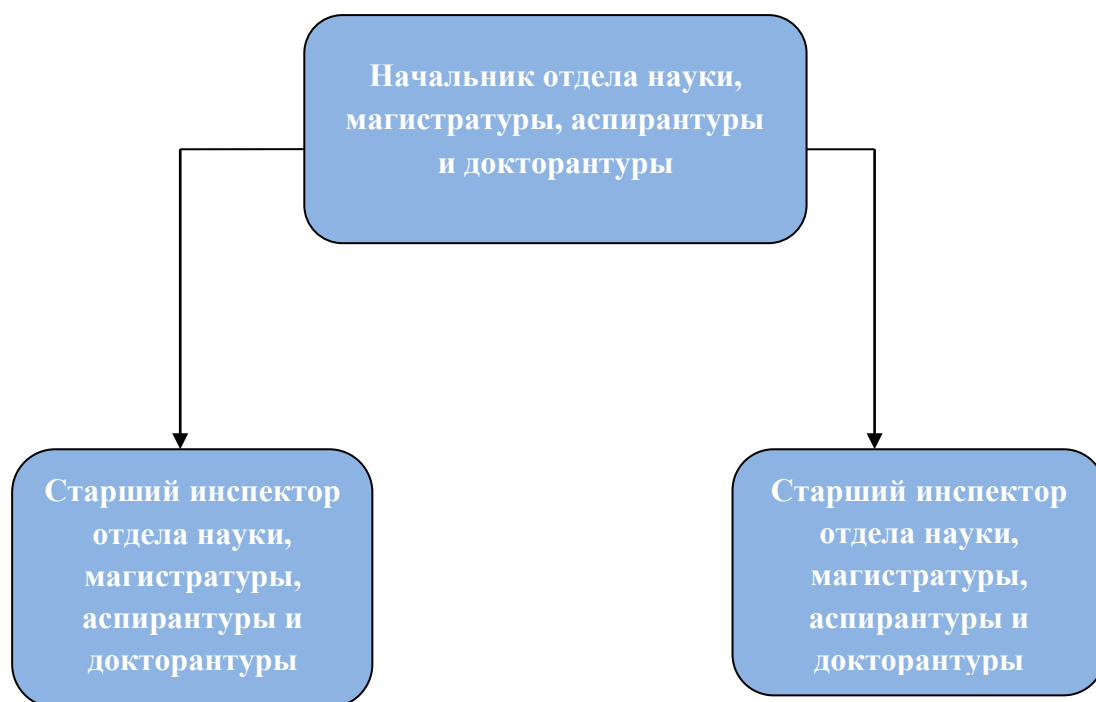 Начальник отдела науки,
магистратуры, аспирантуры
и докторантуры
Старший инспектор
отдела науки,
магистратуры,
аспирантуры и
докторантуры
Старший инспектор
отдела науки,
магистратуры,
аспирантуры и
докторантуры